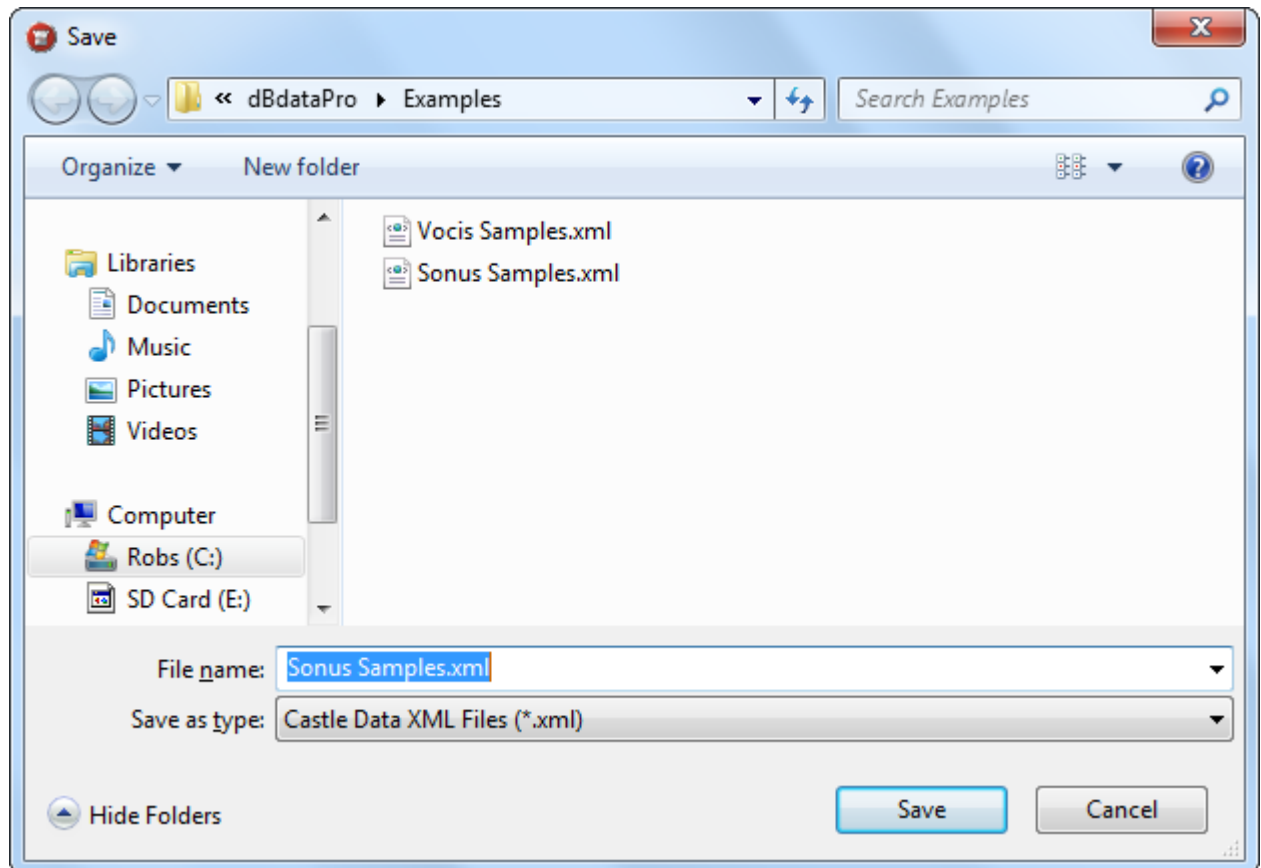 Save
« dBdataPro ▸ Examples
Search Examples
Organize
New folder
Vocis Samples.xml
Sonus Samples.xml
Libraries
Documents
Music
Pictures
Videos
Computer
Robs (C:)
SD Card (E:)
File name: Sonus Samples.xml
Save as type: Castle Data XML Files (*.xml)
Hide Folders
Save
Cancel